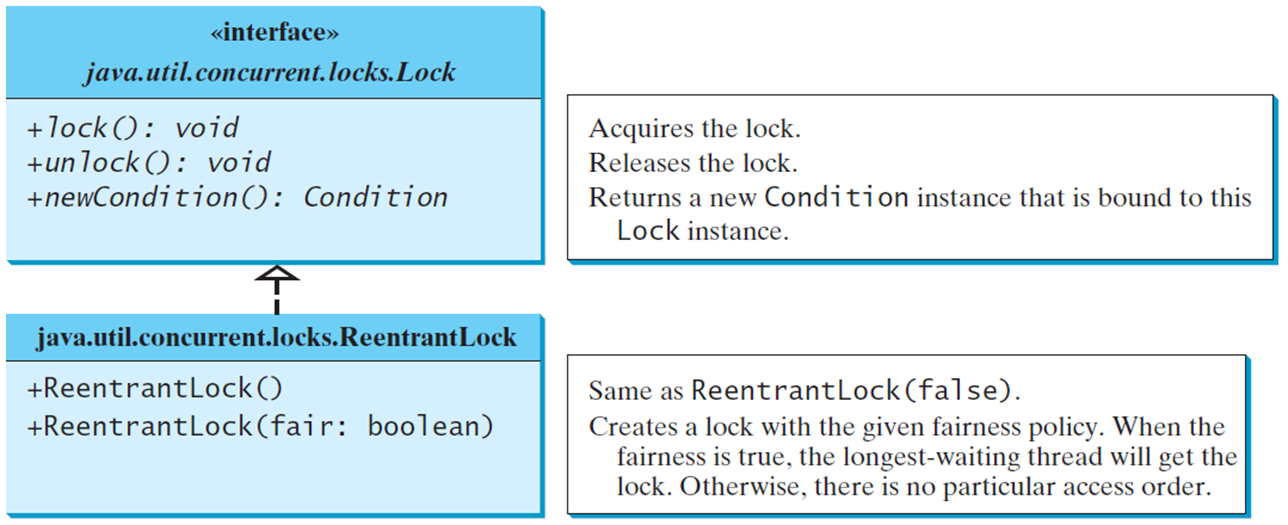 «interface»
java.util.concurrent.locks.Lock
+lock(): void
+unlock(): void
+newCondition(): Condition
Acquires the lock.
Releases the lock.
Returns a new Condition instance that is bound to this
Lock instance.
java.util.concurrent.locks.ReentrantLock
+ReentrantLock()
+ReentrantLock(fair: boolean)
Same as ReentrantLock(false).
Creates a lock with the given fairness policy. When the
fairness is true, the longest-waiting thread will get the
lock. Otherwise, there is no particular access order.